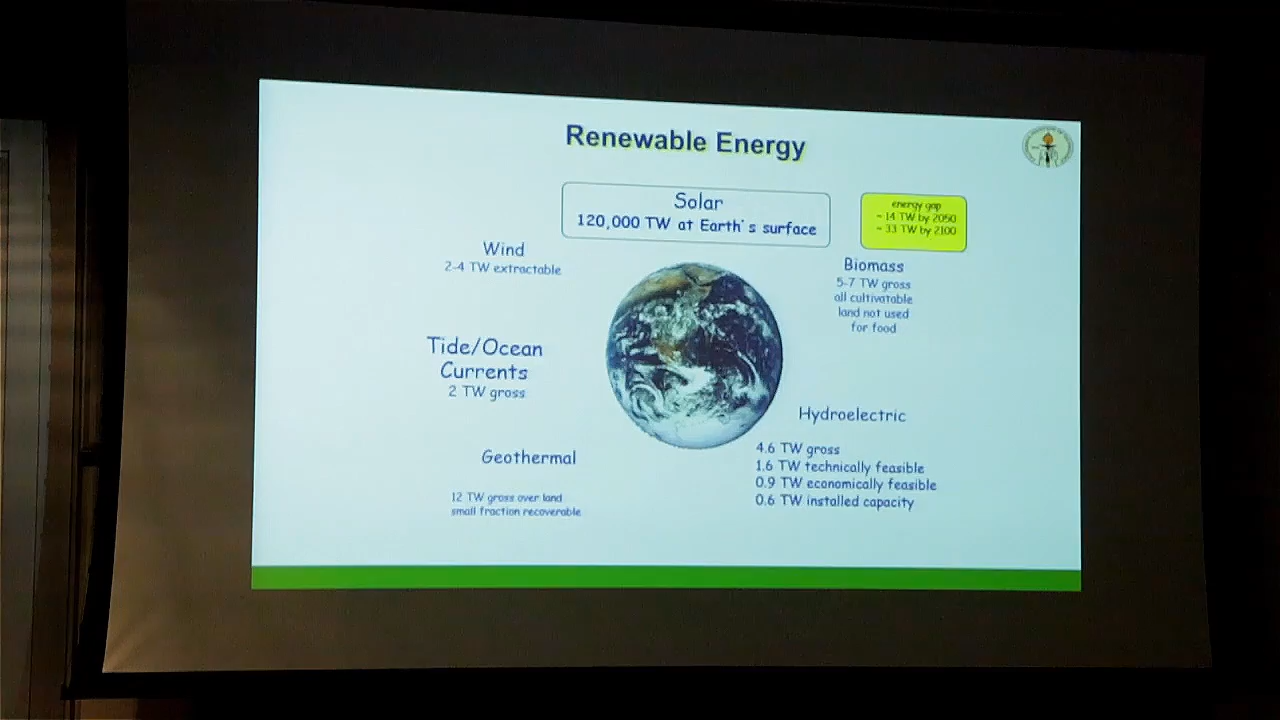 Renewable Energy
Solar
120,000 TW at Earth's surface
energy gap
~ 14 TW by 2050
~ 33 TW by 2100
Wind
2-4 TW extractable
Biomass
5-7 TW gross
all cultivatable
land not used
for food
Tide/Ocean
Currents
2 TW gross
Hydroelectric
4.6 TW gross
1.6 TW technically feasible
0.9 TW economically feasible
0.6 TW installed capacity
Geothermal
12 TW gross over land
small fraction recoverable